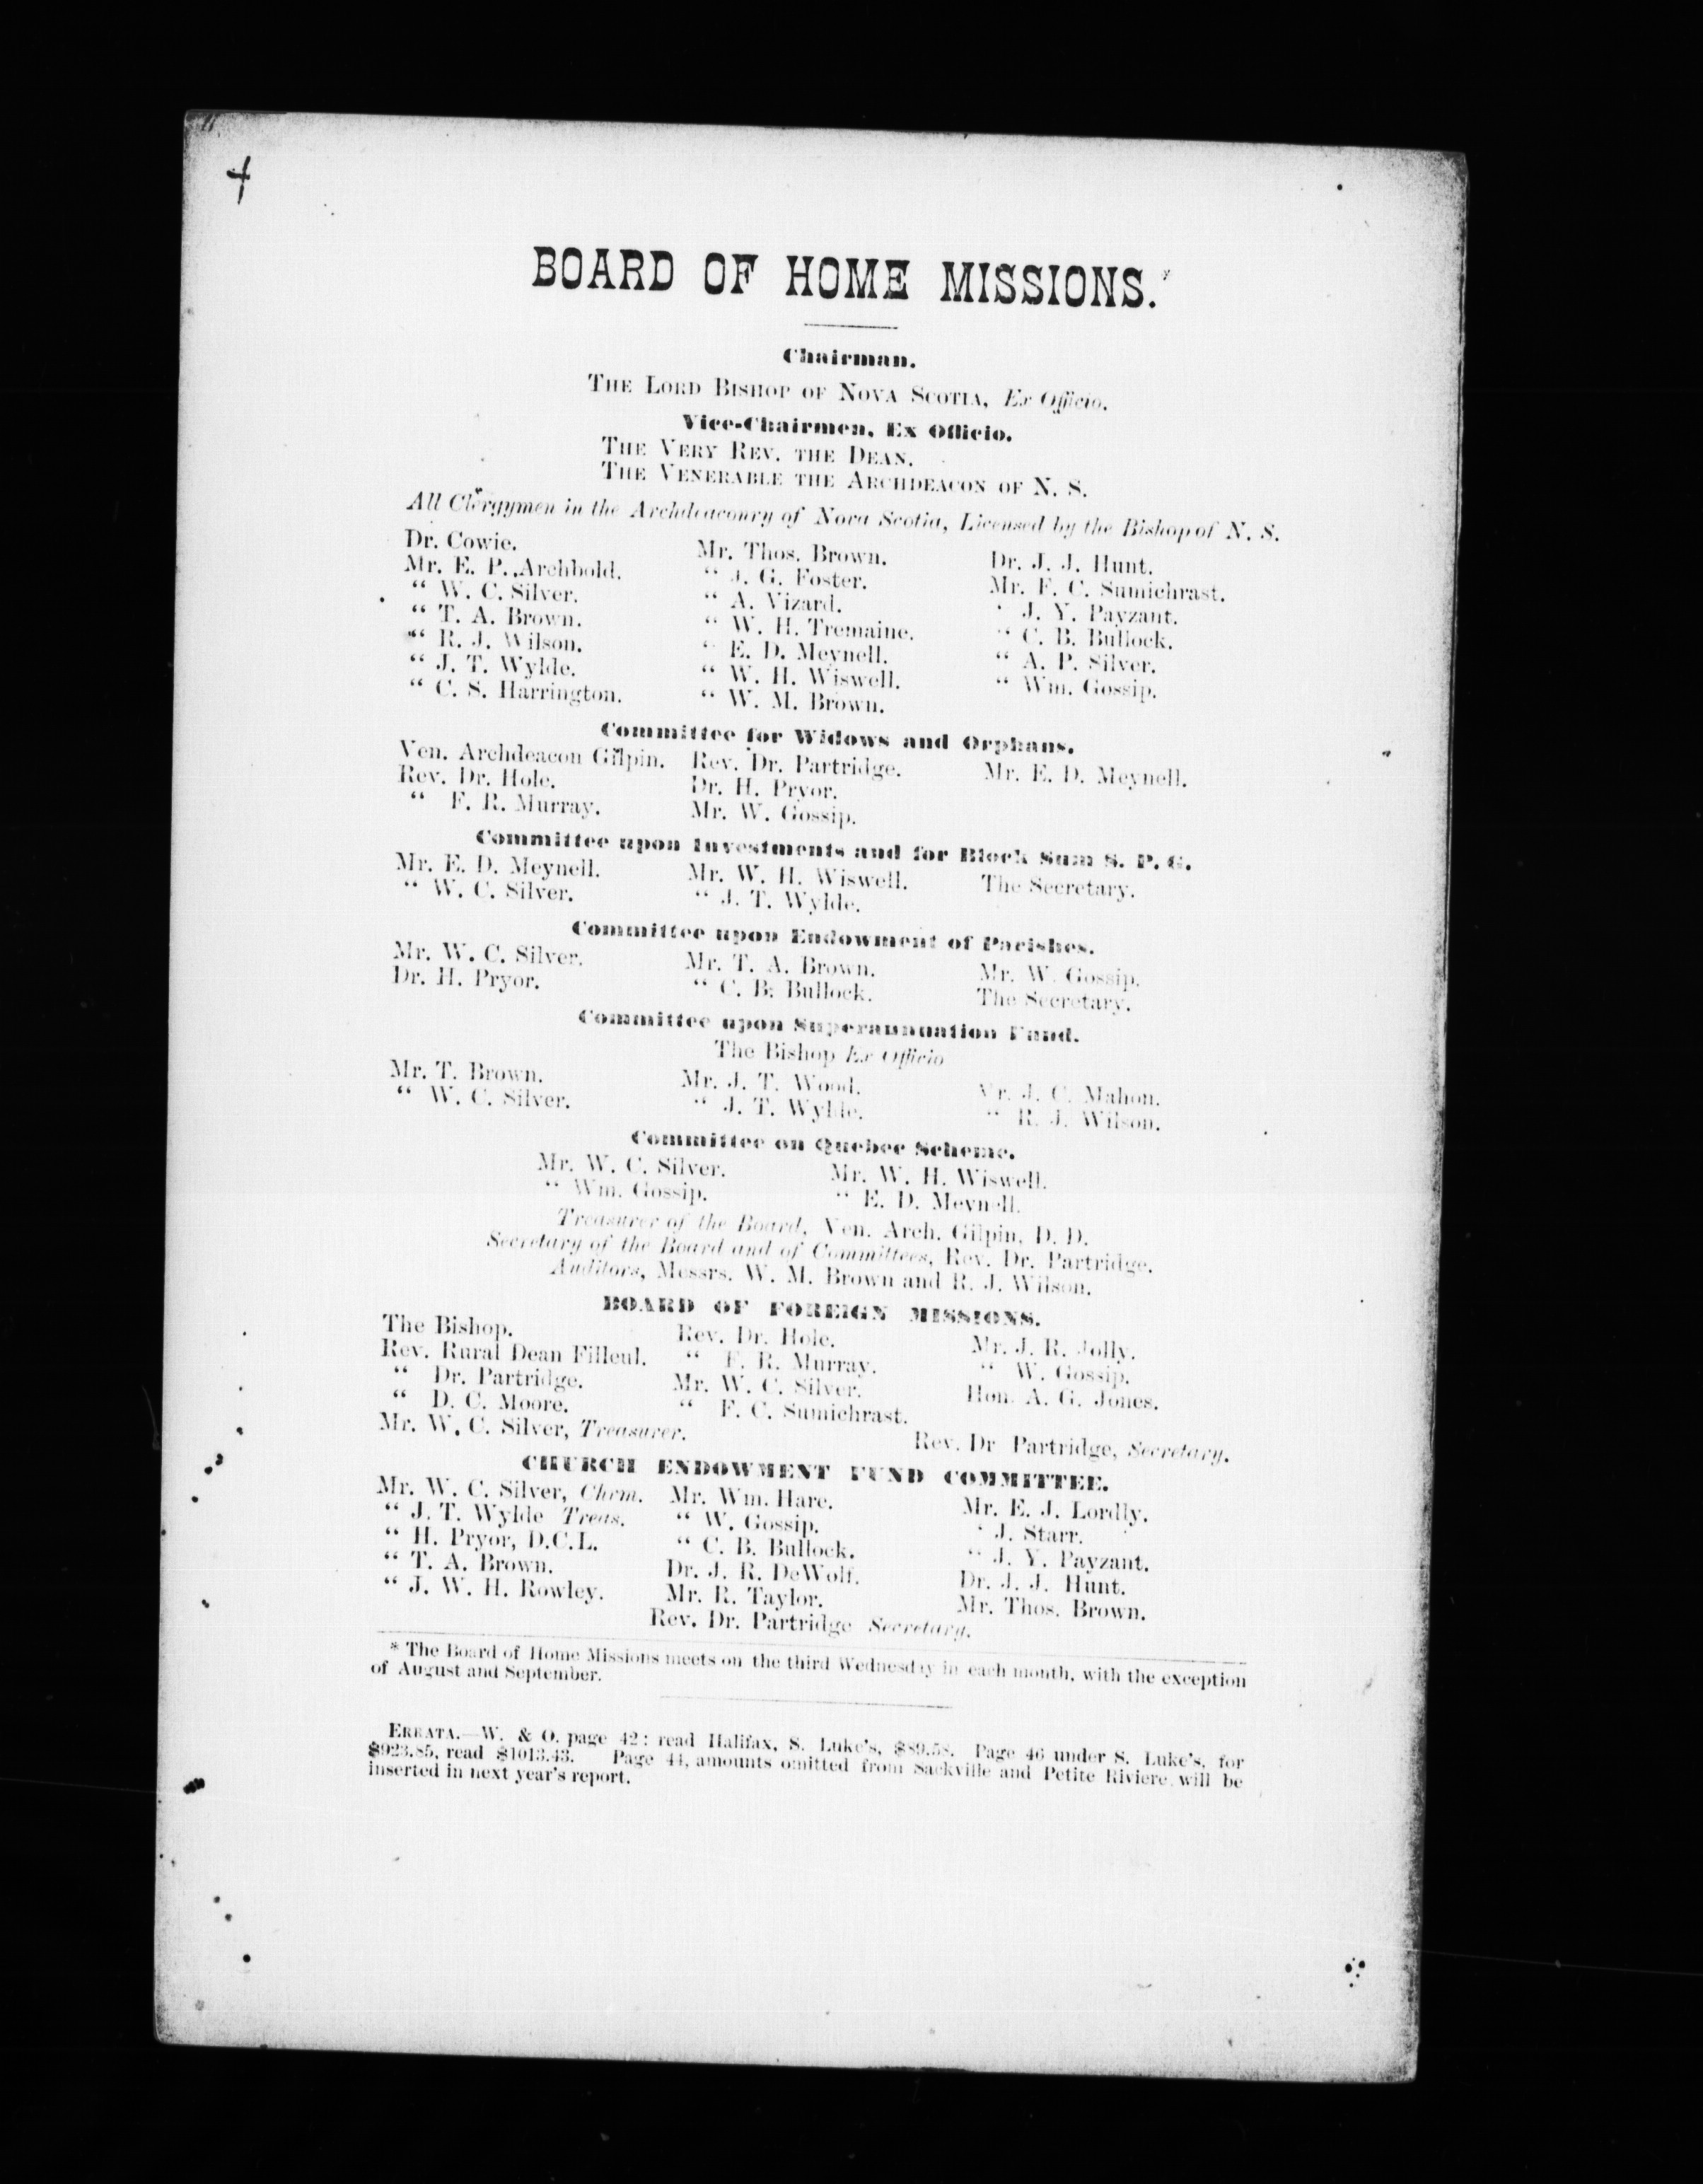 4
BOARD OF HOME MISSIONS.*
Chairman.
THE LORD BISHOP OF NOVA SCOTIA, Ex Officio.
Vice-Chairmen, Ex Officio.
THE VERY REV. THE DEAN.
THE VENERABLE THE ARCHDEACON OF N. S.
All Clergymen in the Archdeaconry of Nova Scotia, Licensed by the Bishop of N. S.
Dr. Cowie. Mr. Thos. Brown. Dr. J. J. Hunt.
Mr. E. P. Archbold. “ J. G. Foster. Mr. F. C. Sumichrast.
“ W. C. Silver. “ A. Vizard. “ J. Y. Payzant.
“ T. A. Brown. “ W. H. Tremaine. “ C. B. Bullock.
“ R. J. Wilson. “ E. D. Meynell. “ A. P. Silver.
“ J. T. Wylde. “ W. H. Wiswell. “ Wm. Gossip.
“ C. S. Harrington. “ W. M. Brown.
Committee for Widows and Orphans.
Ven. Archdeacon Gilpin. Rev. Dr. Partridge. Mr. E. D. Meynell.
Rev. Dr. Hole. Dr. H. Pryor.
“ F. R. Murray. Mr. W. Gossip.
Committee upon Investments and for Block Sum S. P. G.
Mr. E. D. Meynell. Mr. W. H. Wiswell. The Secretary.
“ W. C. Silver. “ J. T. Wylde.
Committee upon Endowment of Parishes.
Mr. W. C. Silver. Mr. T. A. Brown. Mr. W. Gossip.
Dr. H. Pryor. “ C. B. Bullock. The Secretary.
Committee upon Superannuation Fund.
The Bishop Ex Officio
Mr. T. Brown. Mr. J. T. Wood. Mr. J. C. Mahon.
“ W. C. Silver. “ J. T. Wylde. “ R. J. Wilson.
Committee on Quebec Scheme.
Mr. W. C. Silver. Mr. W. H. Wiswell.
“ Wm. Gossip. “ E. D. Meynell.
Treasurer of the Board, Ven. Arch. Gilpin, D. D.
Secretary of the Board and of Committees, Rev. Dr. Partridge.
Auditors, Messrs. W. M. Brown and R. J. Wilson.
BOARD OF FOREIGN MISSIONS.
The Bishop. Rev. Dr. Hole. Mr. J. R. Jolly.
Rev. Rural Dean Filleul. “ F. R. Murray. “ W. Gossip.
“ Dr. Partridge. Mr. W. C. Silver. Hon. A. G. Jones.
“ D. C. Moore. “ F. C. Sumichrast.
Mr. W. C. Silver, Treasurer. Rev. Dr Partridge, Secretary.
CHURCH ENDOWMENT FUND COMMITTEE.
Mr. W. C. Silver, Chrm. Mr. Wm. Hare. Mr. E. J. Lordly.
“ J. T. Wylde Treas. “ W. Gossip. “ J. Starr.
“ H. Pryor, D.C.L. “ C. B. Bullock. “ J. Y. Payzant.
“ T. A. Brown. Dr. J. R. DeWolf. Dr. J. J. Hunt.
“ J. W. H. Rowley. Mr. R. Taylor. Mr. Thos. Brown.
Rev. Dr. Partridge Secretary.
* The Board of Home Missions meets on the third Wednesday in each month, with the exception
of August and September.
ERRATA.—W. & O. page 42: read Halifax, S. Luke's, $89.58. Page 46 under S. Luke's, for
$923.85, read $1013.43. Page 44, amounts omitted from Sackville and Petite Riviere, will be
inserted in next year's report.